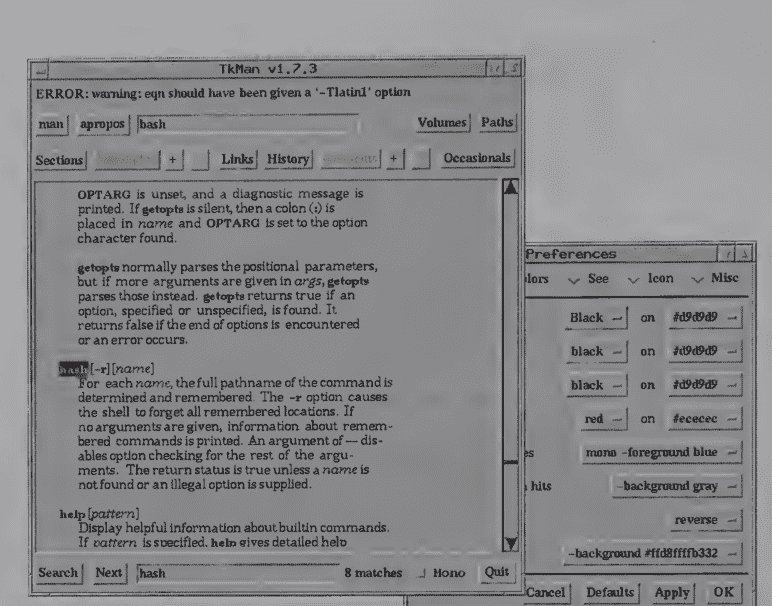 TkMan v1.7.3
ERROR: warning: eqn should have been given a '-Tlatin1' option
man apropos bash Volumes Paths
Sections + Links History + Occasionals
OPTARG is unset, and a diagnostic message is
printed. If getopts is silent, then a colon (:) is
placed in name and OPTARG is set to the option
character found.
getopts normally parses the positional parameters,
but if more arguments are given in args, getopts
parses those instead. getopts returns true if an
option, specified or unspecified, is found. It
returns false if the end of options is encountered
or an error occurs.
hash [-r] [name]
For each name, the full pathname of the command is
determined and remembered. The -r option causes
the shell to forget all remembered locations. If
no arguments are given, information about remem-
bered commands is printed. An argument of -- dis-
ables option checking for the rest of the argu-
ments. The return status is true unless a name is
not found or an illegal option is supplied.
help [pattern]
Display helpful information about builtin commands.
If pattern is specified, help gives detailed help
Search Next hash 8 matches Mono Quit
Preferences
lors See Icon Misc
Black on #d9d9d9
black on #d9d9d9
black on #d9d9d9
red on #ececec
es mono -foreground blue
hits -background gray
reverse
-background #ffd8ffffb332
Cancel Defaults Apply OK